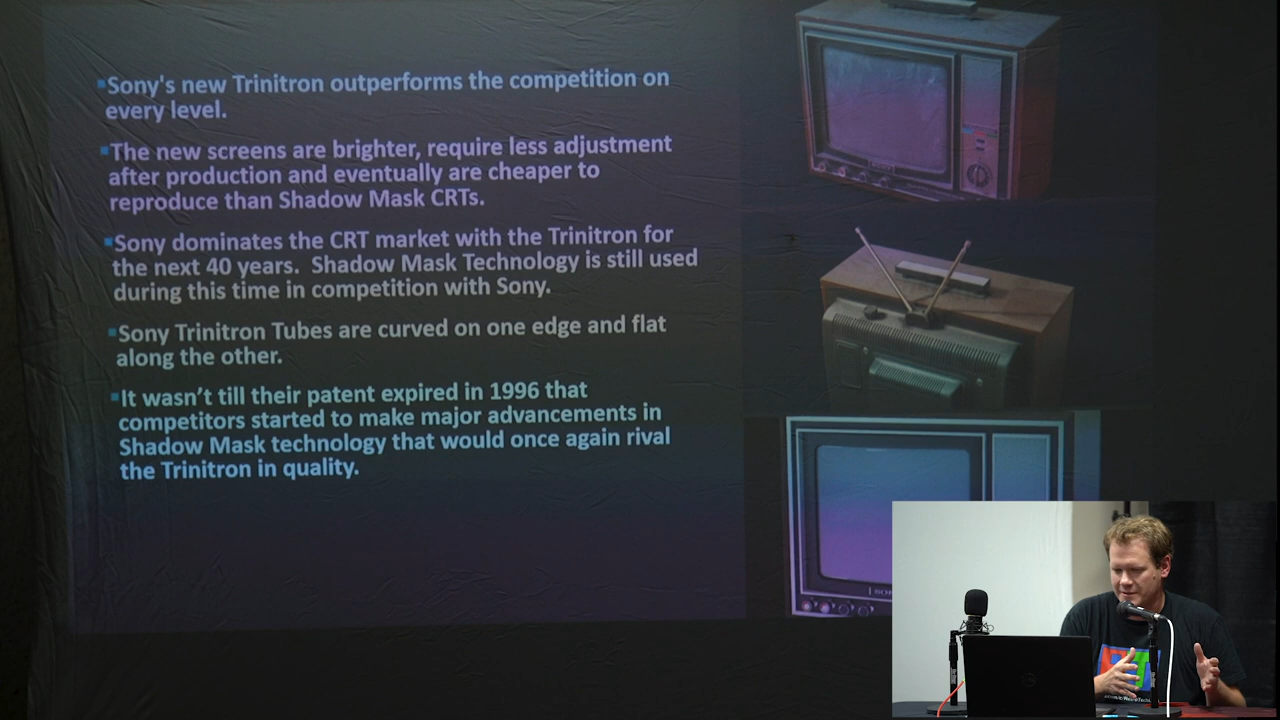 Sony's new Trinitron outperforms the competition on
every level.
The new screens are brighter, require less adjustment
after production and eventually are cheaper to
reproduce than Shadow Mask CRTs.
Sony dominates the CRT market with the Trinitron for
the next 40 years.  Shadow Mask Technology is still used
during this time in competition with Sony.
Sony Trinitron Tubes are curved on one edge and flat
along the other.
It wasn’t till their patent expired in 1996 that
competitors started to make major advancements in
Shadow Mask technology that would once again rival
the Trinitron in quality.